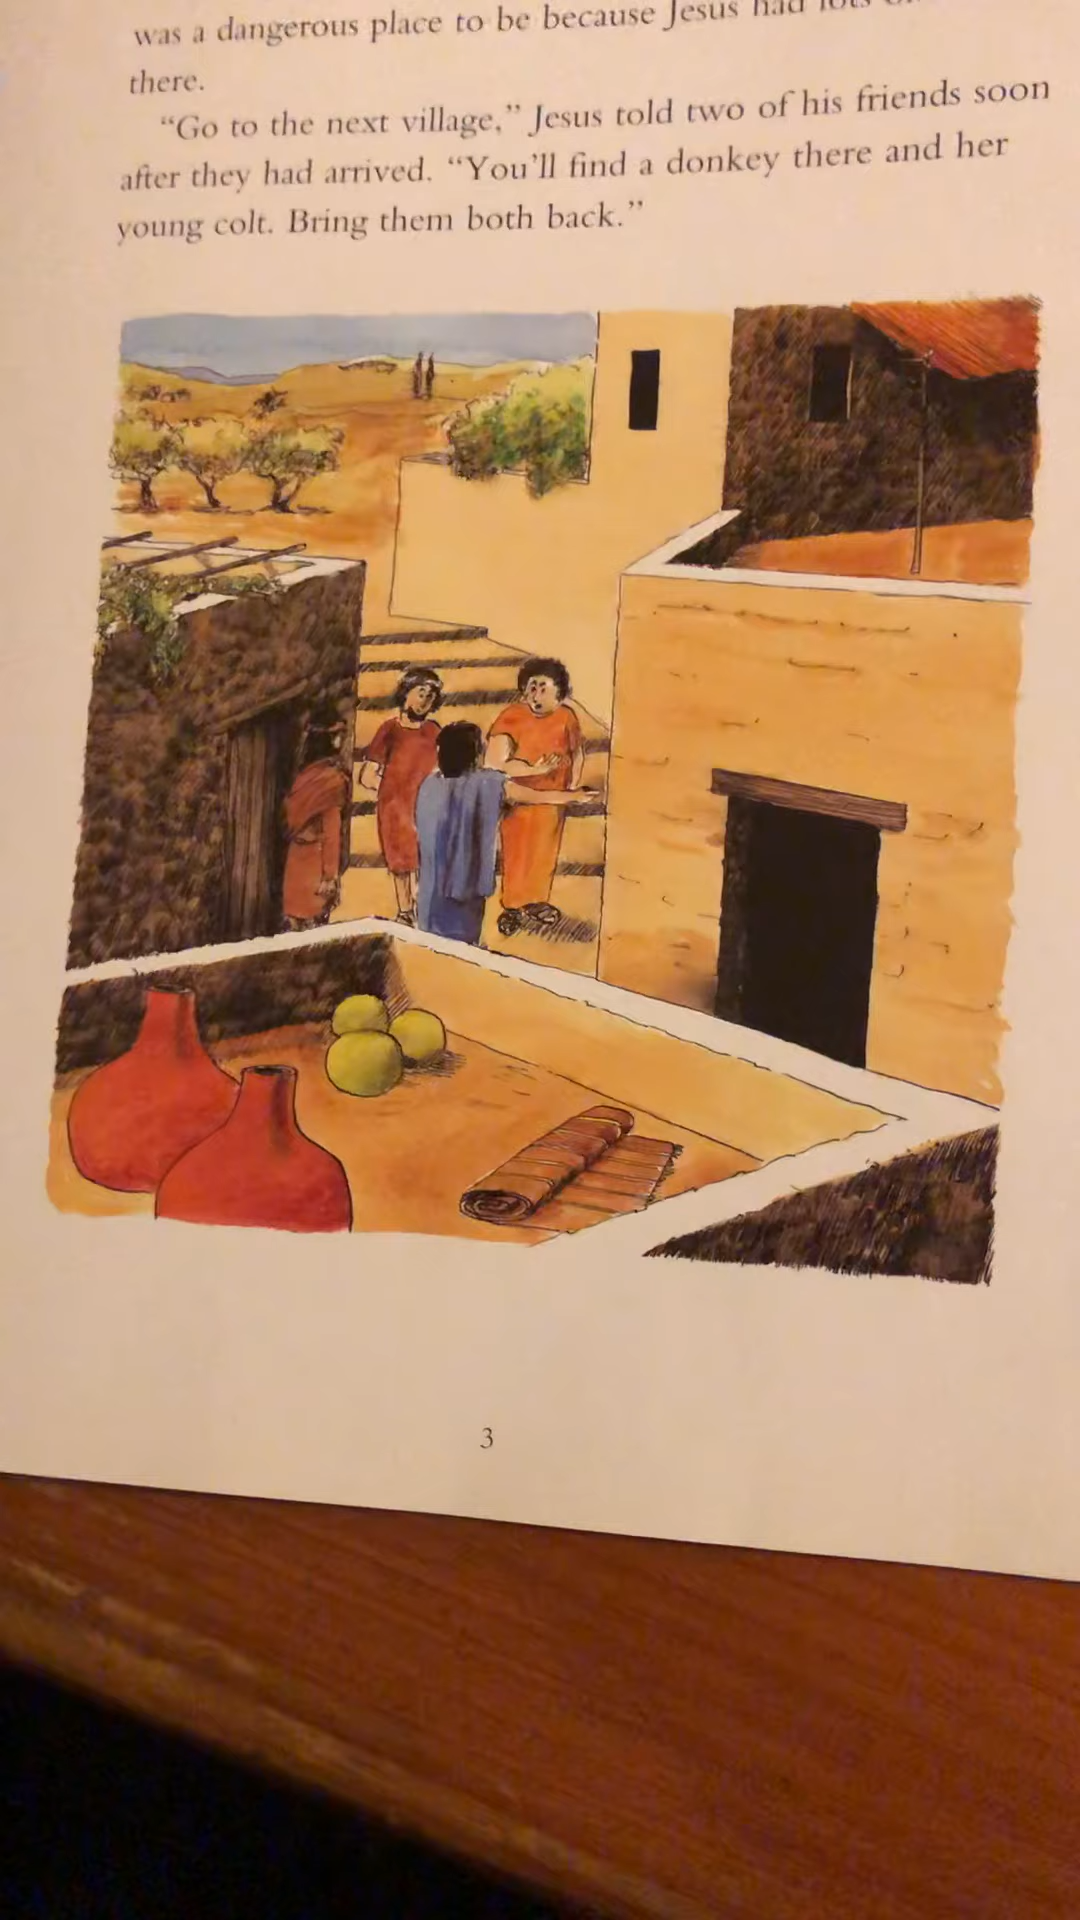 was a dangerous place to be because Jesus had lots
there.
“Go to the next village,” Jesus told two of his friends soon
after they had arrived. “You’ll find a donkey there and her
young colt. Bring them both back.”
3